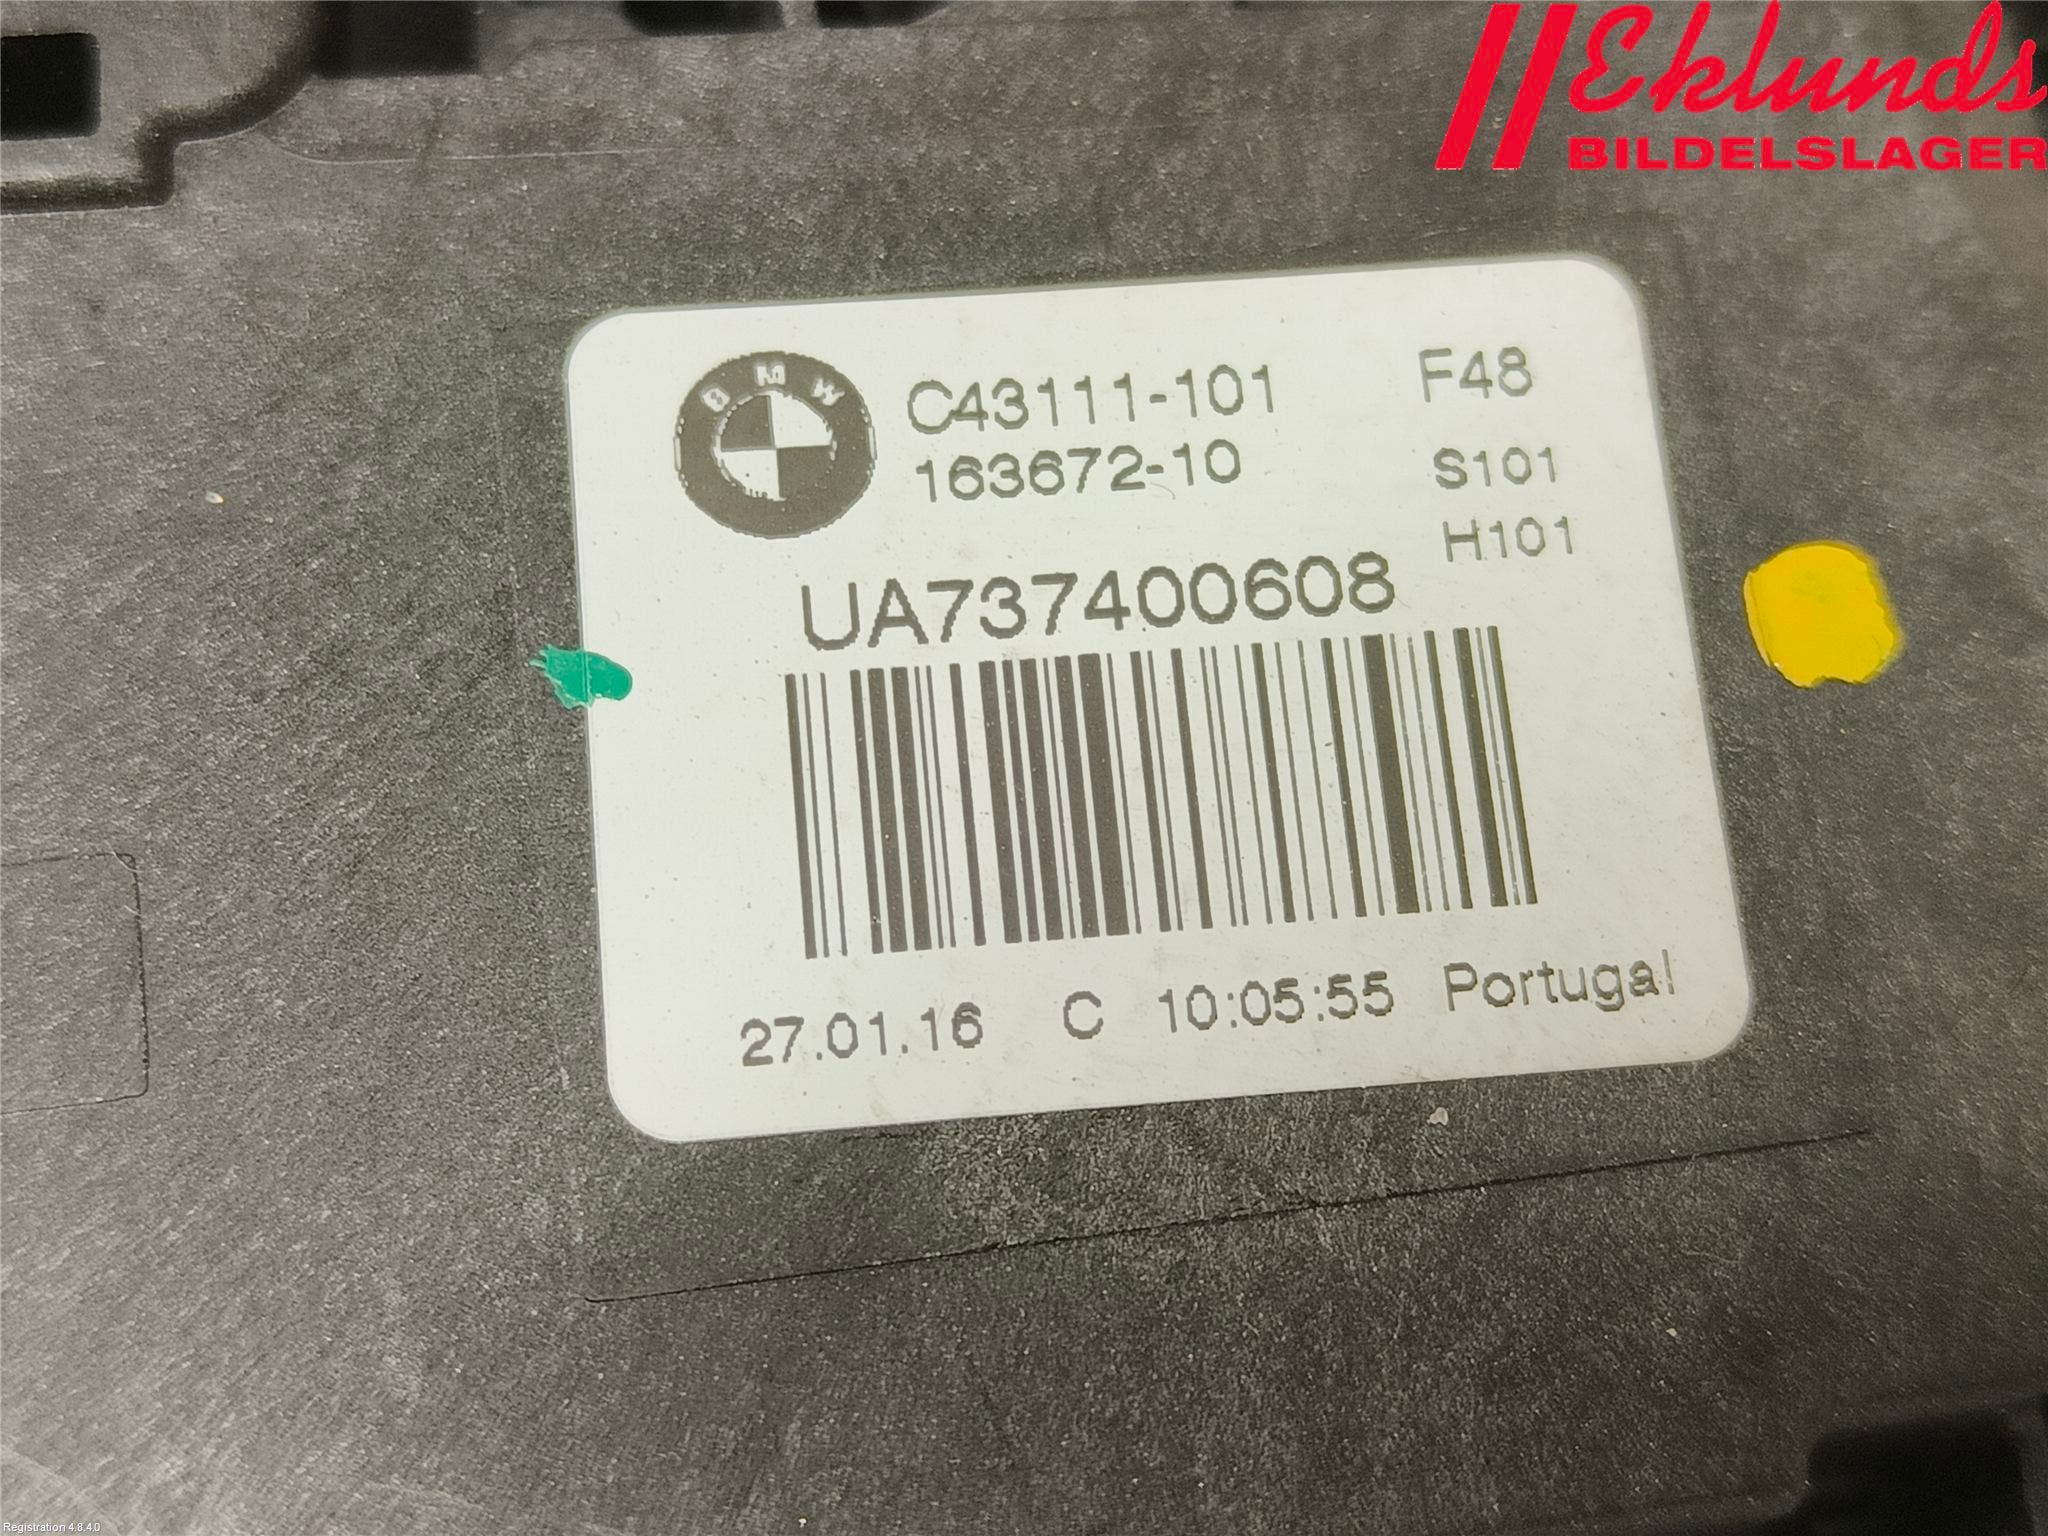 Eklunds
BILDELSLAGER
BMW
C43111-101 F48
163672-10 S101
H101
UA737400608
27.01.16 C 10:05:55 Portugal
Registration 4.8.4.0